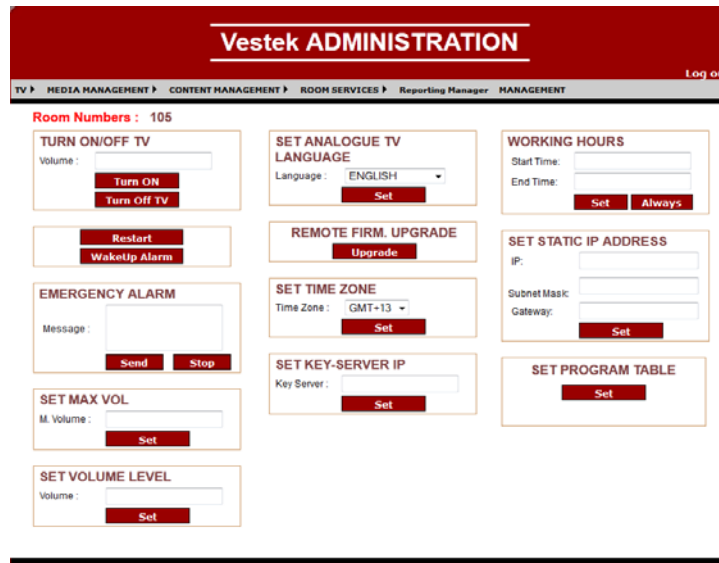 Vestek ADMINISTRATION
Log o
TV MEDIA MANAGEMENT CONTENT MANAGEMENT ROOM SERVICES Reporting Manager MANAGEMENT
Room Numbers : 105
TURN ON/OFF TV
Volume :
Turn ON
Turn Off TV
Restart
WakeUp Alarm
EMERGENCY ALARM
Message :
Send Stop
SET MAX VOL
M. Volume :
Set
SET VOLUME LEVEL
Volume :
Set
SET ANALOGUE TV
LANGUAGE
Language : ENGLISH
Set
REMOTE FIRM. UPGRADE
Upgrade
SET TIME ZONE
Time Zone : GMT+13
Set
SET KEY-SERVER IP
Key Server :
Set
WORKING HOURS
Start Time:
End Time:
Set Always
SET STATIC IP ADDRESS
IP:
Subnet Mask:
Gateway:
Set
SET PROGRAM TABLE
Set